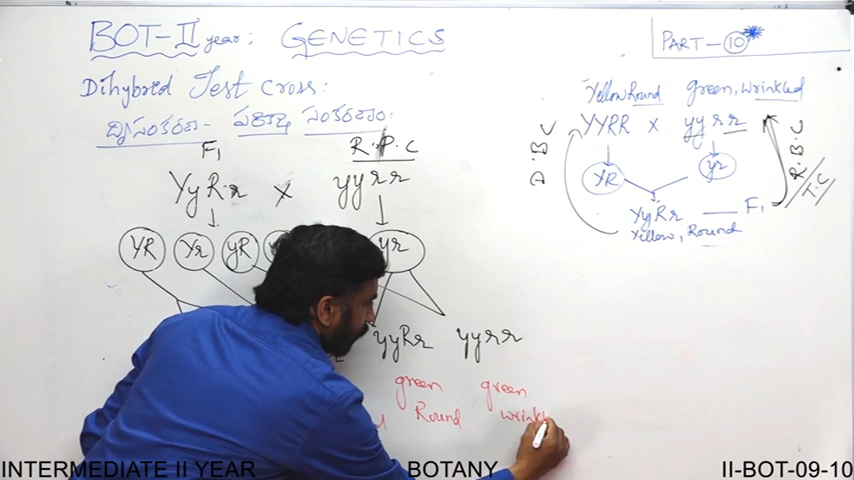 BOT-II year: GENETICS
PART-10
Dihybrid Test Cross:
ద్విసంకరణ - పరీక్ష సంకరణం:
F₁ R.P.C
YyRr x yyrr
YR Yr yR yr
yyRr yyrr
green green
Round wrinkl
Yellow Round green, wrinkled
YYRR x yyrr
YR yr
YyRr — F₁
Yellow, Round
D.B.C
R.B.C
T.C
INTERMEDIATE II YEAR BOTANY II-BOT-09-10